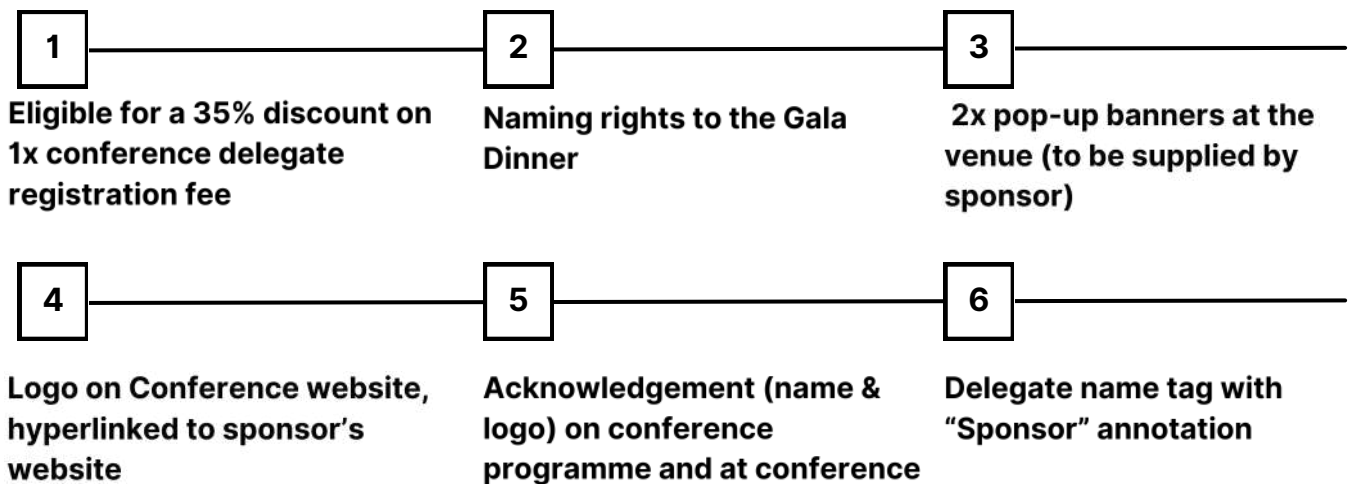 1
Eligible for a 35% discount on
1x conference delegate
registration fee
2
Naming rights to the Gala
Dinner
3
2x pop-up banners at the
venue (to be supplied by
sponsor)
4
Logo on Conference website,
hyperlinked to sponsor’s
website
5
Acknowledgement (name &
logo) on conference
programme and at conference
6
Delegate name tag with
“Sponsor” annotation